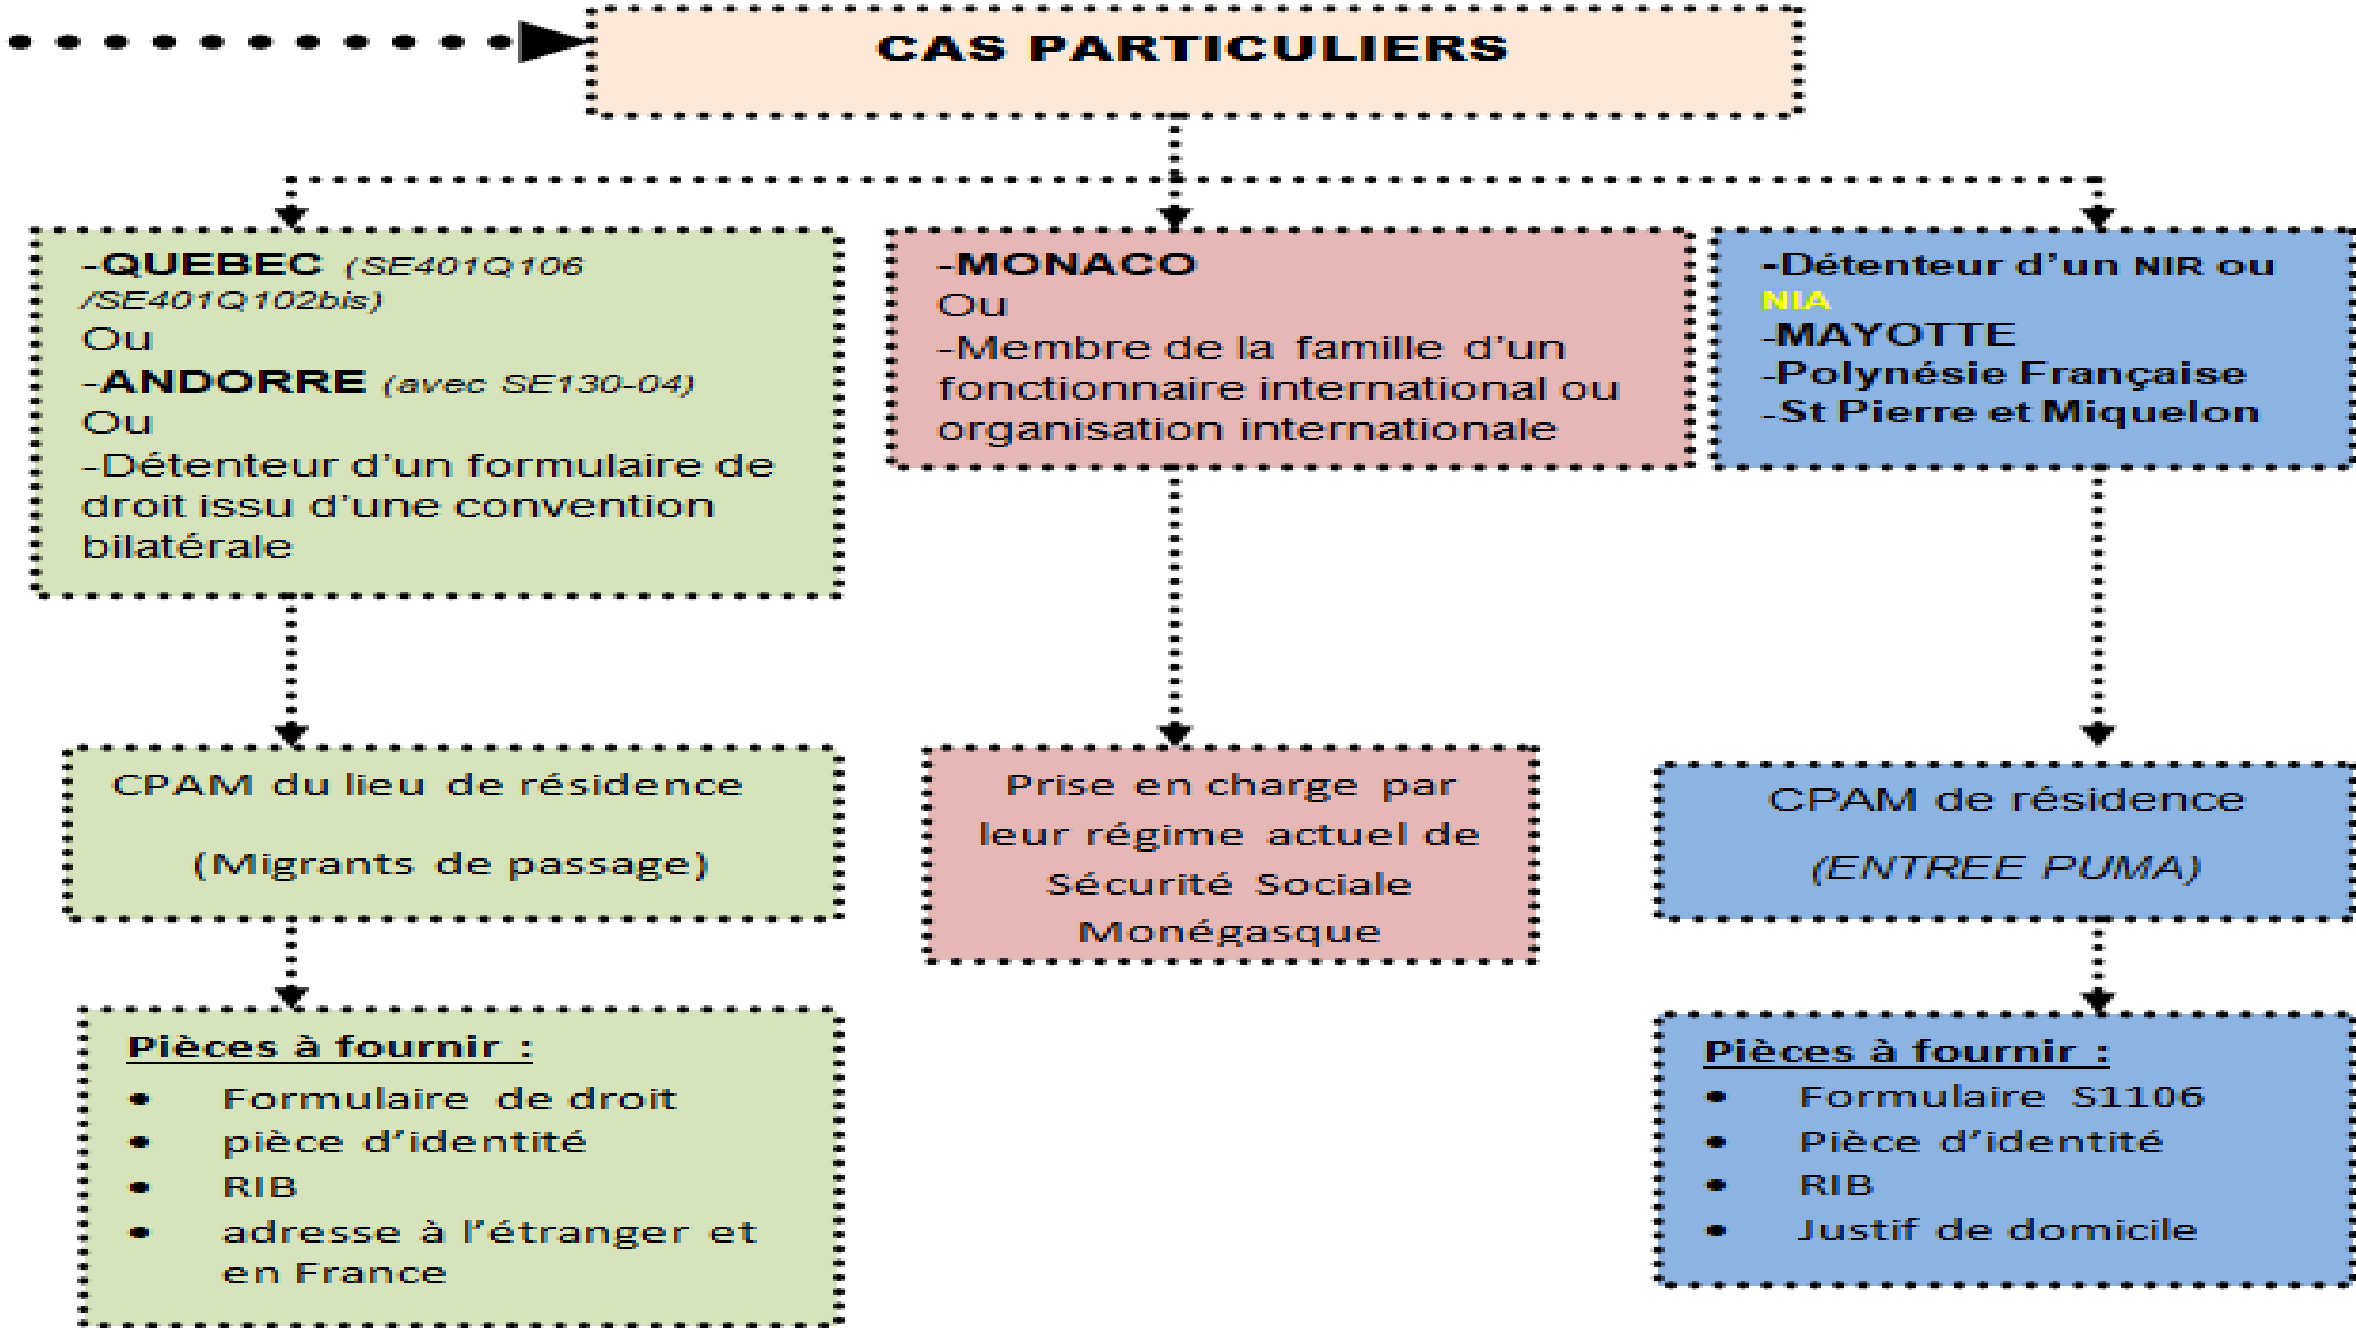 CAS PARTICULIERS
-QUEBEC (SE401Q106
/SE401Q102bis)
Ou
-ANDORRE (avec SE130-04)
Ou
-Détenteur d'un formulaire de
droit issu d'une convention
bilatérale
-MONACO
Ou
-Membre de la famille d'un
fonctionnaire international ou
organisation internationale
-Détenteur d'un NIR ou
NIA
-MAYOTTE
-Polynésie Française
-St Pierre et Miquelon
CPAM du lieu de résidence
(Migrants de passage)
Prise en charge par
leur régime actuel de
Sécurité Sociale
Monégasque
CPAM de résidence
(ENTREE PUMA)
Pièces à fournir :
• Formulaire de droit
• pièce d'identité
• RIB
• adresse à l'étranger et
en France
Pièces à fournir :
• Formulaire S1106
• Pièce d'identité
• RIB
• Justif de domicile